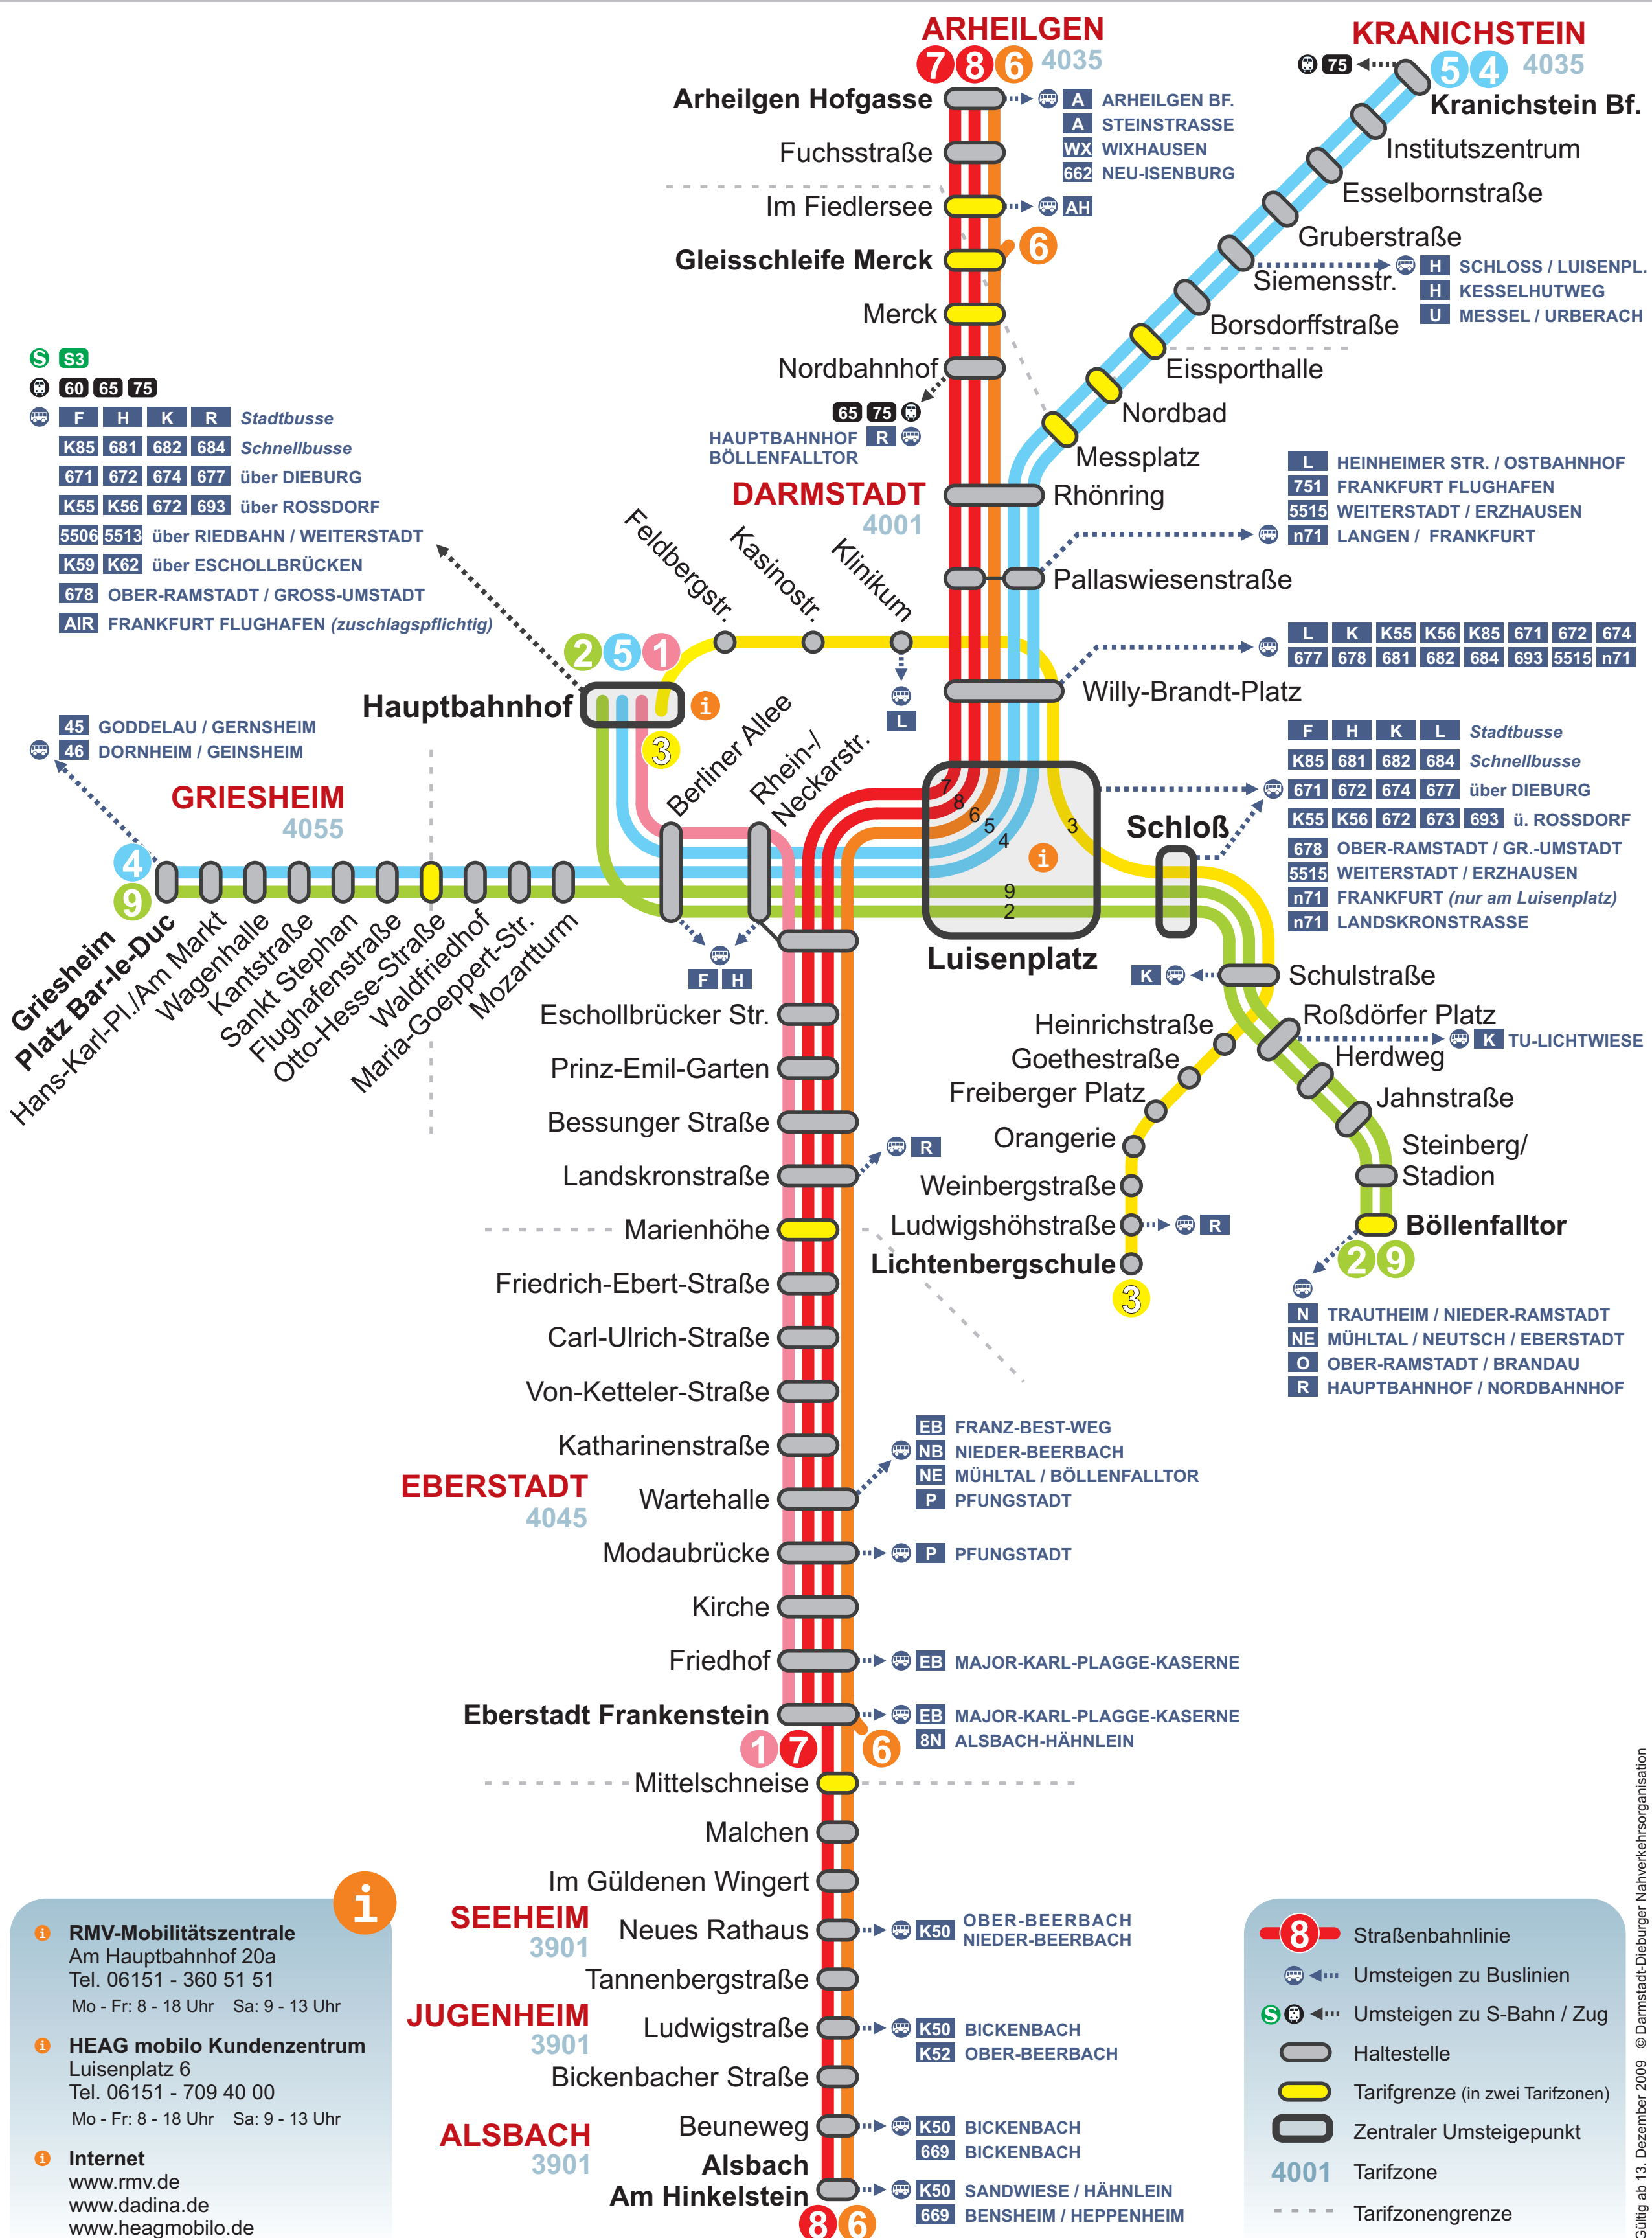 ARHEILGEN
7 8 6 4035
Arheilgen Hofgasse
A ARHEILGEN BF.
A STEINSTRASSE
WX WIXHAUSEN
662 NEU-ISENBURG
Fuchsstraße
Im Fiedlersee
AH
Gleisschleife Merck
6
Merck
Nordbahnhof
65 75
HAUPTBAHNHOF R
BÖLLENFALLTOR
KRANICHSTEIN
75
5 4 4035
Kranichstein Bf.
Institutszentrum
Esselbornstraße
Gruberstraße
Siemensstr.
H SCHLOSS / LUISENPL.
H KESSELHUTWEG
U MESSEL / URBERACH
Borsdorffstraße
Eissporthalle
Nordbad
Messplatz
S S3
60 65 75
F H K R Stadtbusse
K85 681 682 684 Schnellbusse
671 672 674 677 über DIEBURG
K55 K56 672 693 über ROSSDORF
5506 5513 über RIEDBAHN / WEITERSTADT
K59 K62 über ESCHOLLBRÜCKEN
678 OBER-RAMSTADT / GROSS-UMSTADT
AIR FRANKFURT FLUGHAFEN (zuschlagspflichtig)
DARMSTADT
4001
Rhönring
Pallaswiesenstraße
L HEINHEIMER STR. / OSTBAHNHOF
751 FRANKFURT FLUGHAFEN
5515 WEITERSTADT / ERZHAUSEN
n71 LANGEN / FRANKFURT
Feldbergstr.
Kasinostr.
Klinikum
L
2 5 1
Hauptbahnhof
i
3
Willy-Brandt-Platz
L K K55 K56 K85 671 672 674
677 678 681 682 684 693 5515 n71
Berliner Allee
Rhein-/
Neckarstr.
F H
45 GODDELAU / GERNSHEIM
46 DORNHEIM / GEINSHEIM
GRIESHEIM
4055
4
9
Griesheim
Platz Bar-le-Duc
Hans-Karl-Pl./Am Markt
Wagenhalle
Kantstraße
Sankt Stephan
Flughafenstraße
Otto-Hesse-Straße
Waldfriedhof
Maria-Goeppert-Str.
Mozartturm
7
8
6
5
4
3
i
9
2
Luisenplatz
Schloß
F H K L Stadtbusse
K85 681 682 684 Schnellbusse
671 672 674 677 über DIEBURG
K55 K56 672 673 693 ü. ROSSDORF
678 OBER-RAMSTADT / GR.-UMSTADT
5515 WEITERSTADT / ERZHAUSEN
n71 FRANKFURT (nur am Luisenplatz)
n71 LANDSKRONSTRASSE
K
Schulstraße
Roßdörfer Platz
K TU-LICHTWIESE
Herdweg
Jahnstraße
Steinberg/
Stadion
Böllenfalltor
2 9
N TRAUTHEIM / NIEDER-RAMSTADT
NE MÜHLTAL / NEUTSCH / EBERSTADT
O OBER-RAMSTADT / BRANDAU
R HAUPTBAHNHOF / NORDBAHNHOF
Heinrichstraße
Goethestraße
Freiberger Platz
Orangerie
Weinbergstraße
Ludwigshöhstraße
R
Lichtenbergschule
3
Eschollbrücker Str.
Prinz-Emil-Garten
Bessunger Straße
Landskronstraße
R
Marienhöhe
Friedrich-Ebert-Straße
Carl-Ulrich-Straße
Von-Ketteler-Straße
Katharinenstraße
EBERSTADT
4045
Wartehalle
EB FRANZ-BEST-WEG
NB NIEDER-BEERBACH
NE MÜHLTAL / BÖLLENFALLTOR
P PFUNGSTADT
Modaubrücke
P PFUNGSTADT
Kirche
Friedhof
EB MAJOR-KARL-PLAGGE-KASERNE
Eberstadt Frankenstein
EB MAJOR-KARL-PLAGGE-KASERNE
8N ALSBACH-HÄHNLEIN
1 7 6
Mittelschneise
Malchen
Im Güldenen Wingert
SEEHEIM
3901
Neues Rathaus
K50 OBER-BEERBACH
NIEDER-BEERBACH
Tannenbergstraße
JUGENHEIM
3901
Ludwigstraße
K50 BICKENBACH
K52 OBER-BEERBACH
Bickenbacher Straße
ALSBACH
3901
Beuneweg
K50 BICKENBACH
669 BICKENBACH
Alsbach
Am Hinkelstein
K50 SANDWIESE / HÄHNLEIN
669 BENSHEIM / HEPPENHEIM
8 6
i
i RMV-Mobilitätszentrale
Am Hauptbahnhof 20a
Tel. 06151 - 360 51 51
Mo - Fr: 8 - 18 Uhr Sa: 9 - 13 Uhr
i HEAG mobilo Kundenzentrum
Luisenplatz 6
Tel. 06151 - 709 40 00
Mo - Fr: 8 - 18 Uhr Sa: 9 - 13 Uhr
i Internet
www.rmv.de
www.dadina.de
www.heagmobilo.de
8 Straßenbahnlinie
Umsteigen zu Buslinien
S Umsteigen zu S-Bahn / Zug
Haltestelle
Tarifgrenze (in zwei Tarifzonen)
Zentraler Umsteigepunkt
4001 Tarifzone
Tarifzonengrenze
Gültig ab 13. Dezember 2009 © Darmstadt-Dieburger Nahverkehrsorganisation